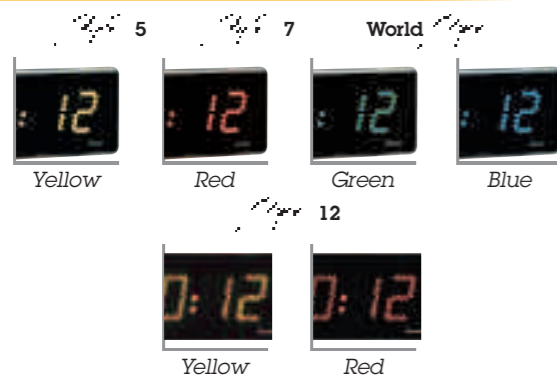 5 7 World
: 12 : 12 : 12 : 12
Yellow Red Green Blue
12
0:12 0:12
Yellow Red